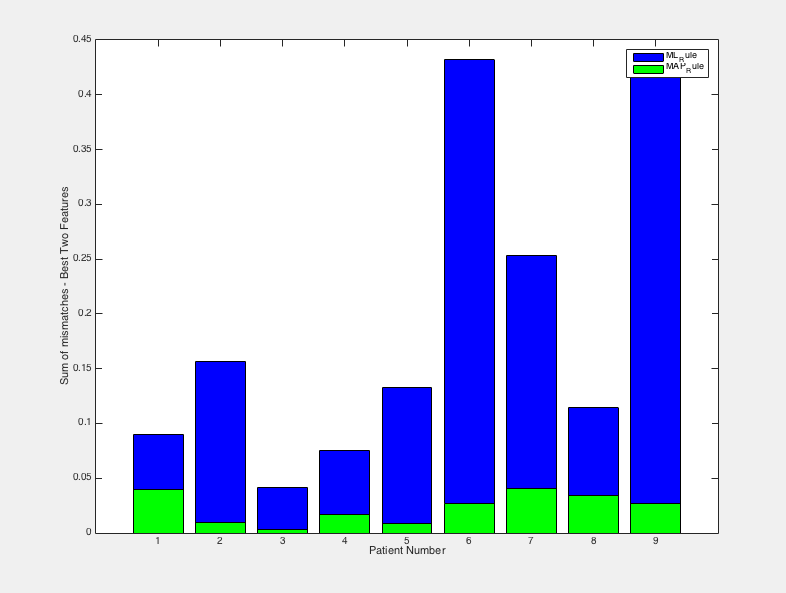 0.45
0.4
0.35
0.3
0.25
0.2
0.15
0.1
0.05
0
Sum of mismatches - Best Two Features
ML_Rule
MAP_Rule
1 2 3 4 5 6 7 8 9
Patient Number